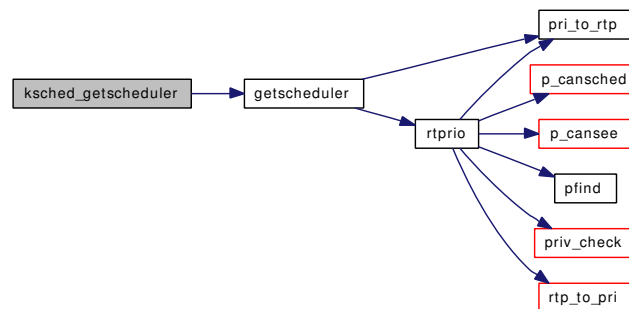 pri_to_rtp
p_cansched
ksched_getscheduler
getscheduler
rtprio
p_cansee
pfind
priv_check
rtp_to_pri